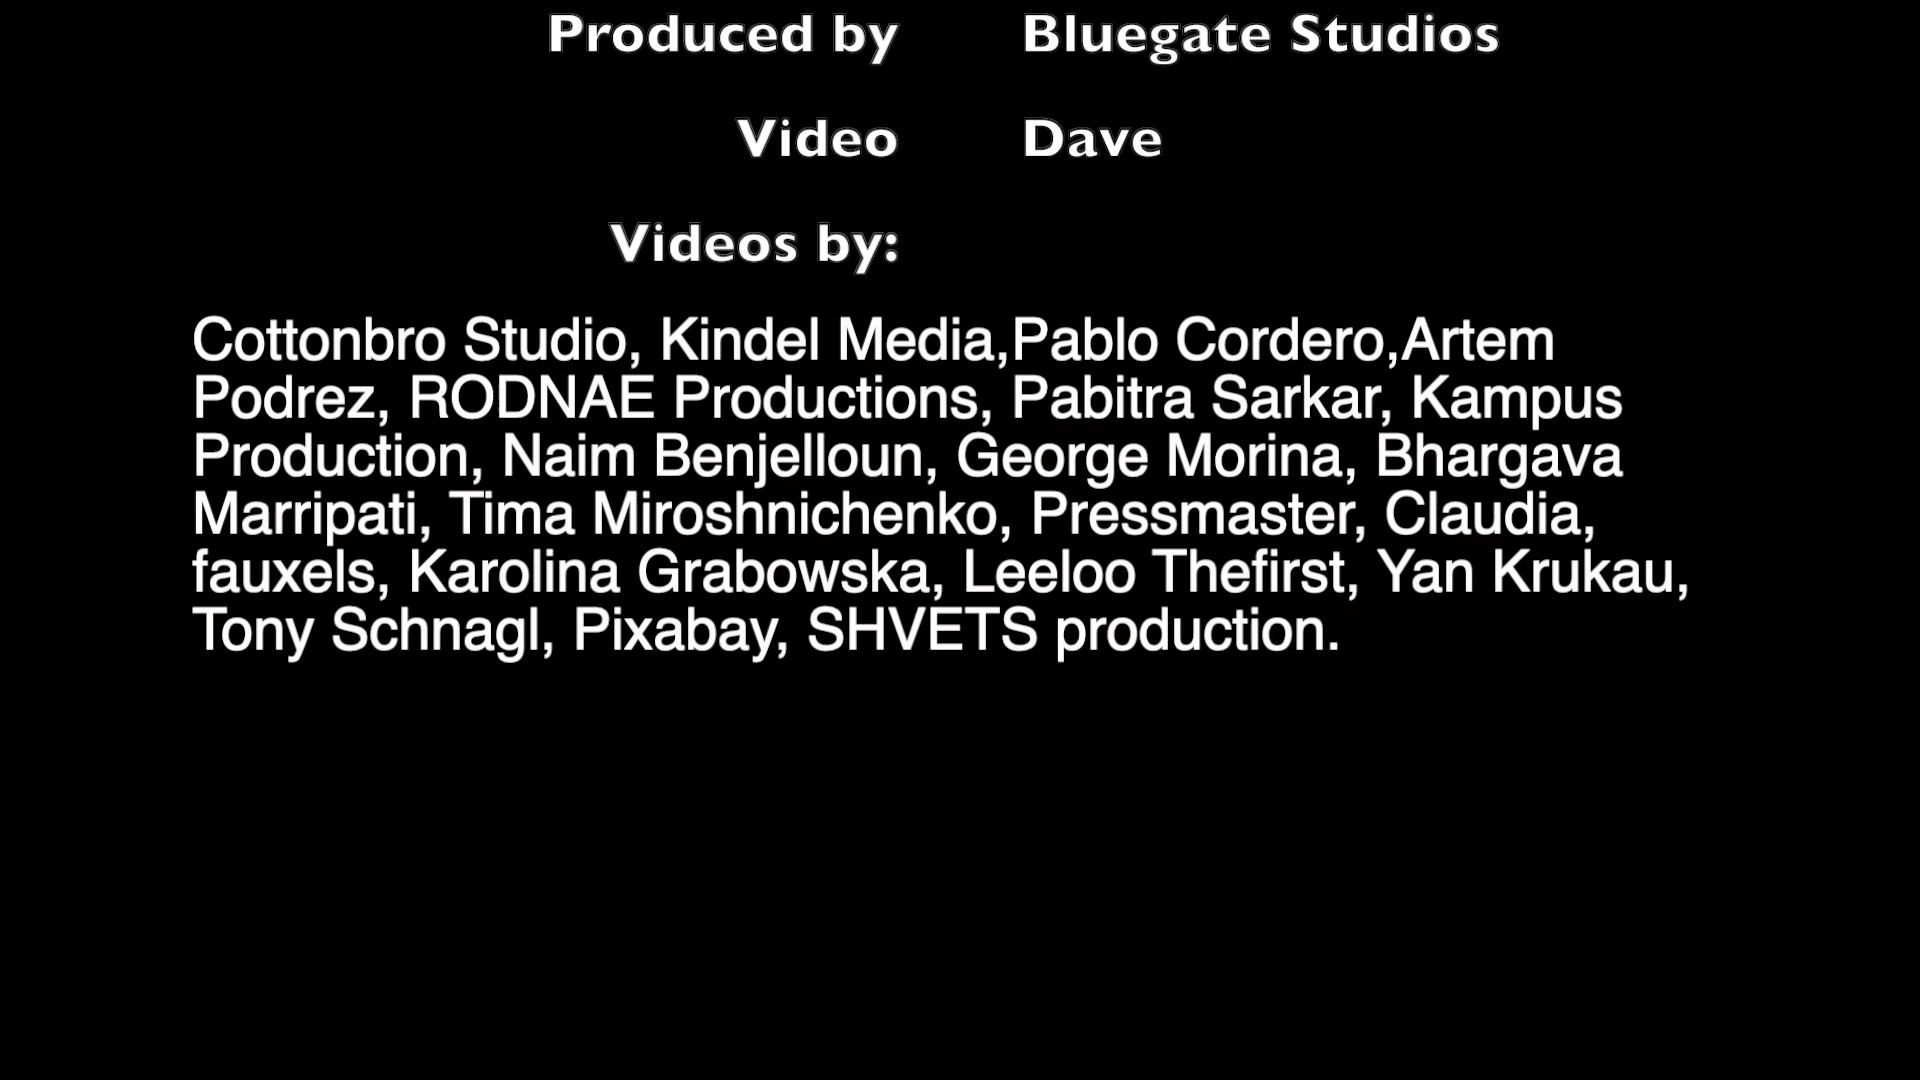 Produced by Bluegate Studios
Video Dave
Videos by:
Cottonbro Studio, Kindel Media,Pablo Cordero,Artem
Podrez, RODNAE Productions, Pabitra Sarkar, Kampus
Production, Naim Benjelloun, George Morina, Bhargava
Marripati, Tima Miroshnichenko, Pressmaster, Claudia,
fauxels, Karolina Grabowska, Leeloo Thefirst, Yan Krukau,
Tony Schnagl, Pixabay, SHVETS production.